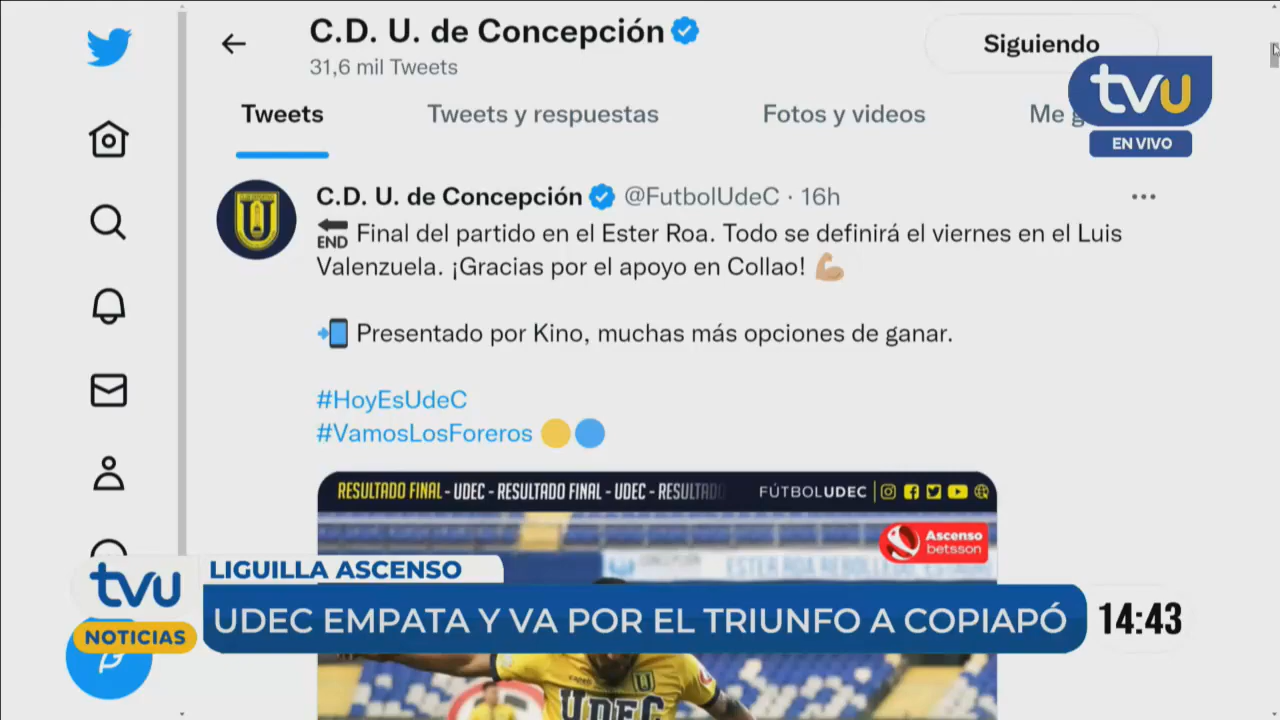 C.D. U. de Concepción
31,6 mil Tweets
Siguiendo
tvu
EN VIVO
Tweets
Tweets y respuestas
Fotos y videos
Me g
C.D. U. de Concepción @FutbolUdeC · 16h
END Final del partido en el Ester Roa. Todo se definirá el viernes en el Luis
Valenzuela. ¡Gracias por el apoyo en Collao!
Presentado por Kino, muchas más opciones de ganar.
#HoyEsUdeC
#VamosLosForeros
RESULTADO FINAL - UDEC - RESULTADO FINAL - UDEC - RESULTADO
FÚTBOLUDEC
Ascenso
betsson
tvu
NOTICIAS
LIGUILLA ASCENSO
UDEC EMPATA Y VA POR EL TRIUNFO A COPIAPÓ
14:43
UDEC